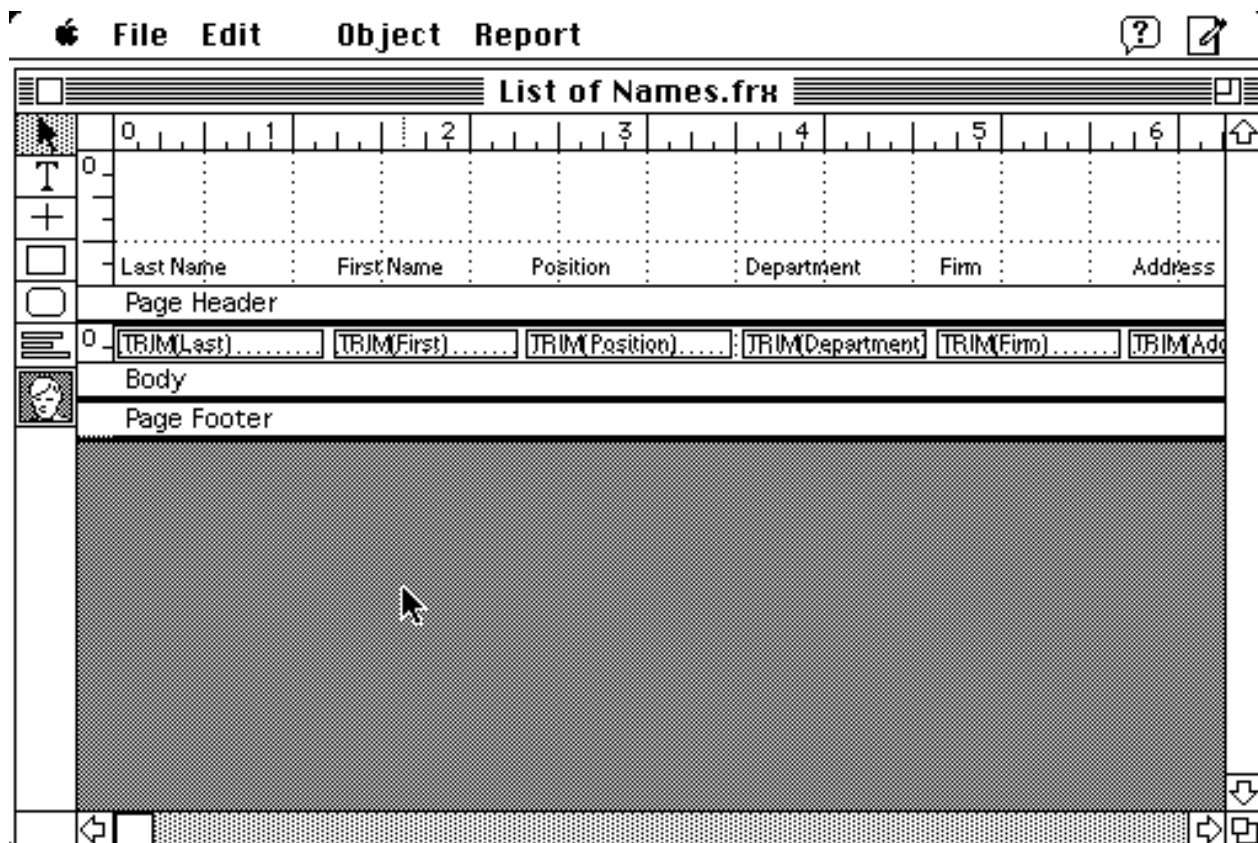 File Edit Object Report ?
List of Names.frx
0 1 2 3 4 5 6
T
0
Last Name First Name Position Department Firm Address
Page Header
0 TRIM(Last)........ TRIM(First)...... TRIM(Position)..... TRIM(Department) TRIM(Firm)....... TRIM(Add
Body
Page Footer